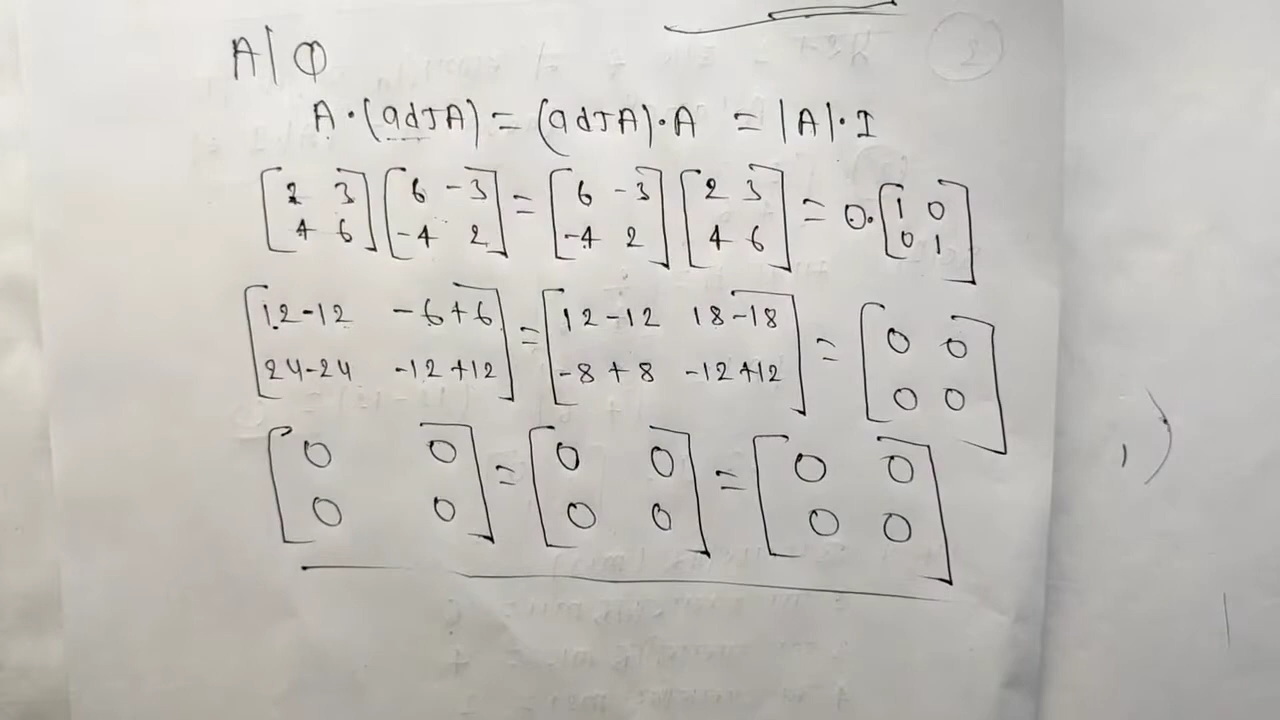 A|Φ
A·(adJA) = (adJA)·A = |A|·I
[2 3 4 6] [6 -3 -4 2] = [6 -3 -4 2] [2 3 4 6] = 0·[1 0 0 1]
[12-12 -6+6 24-24 -12+12] = [12-12 18-18 -8+8 -12+12] = [0 0 0 0]
[0 0 0 0] = [0 0 0 0] = [0 0 0 0]